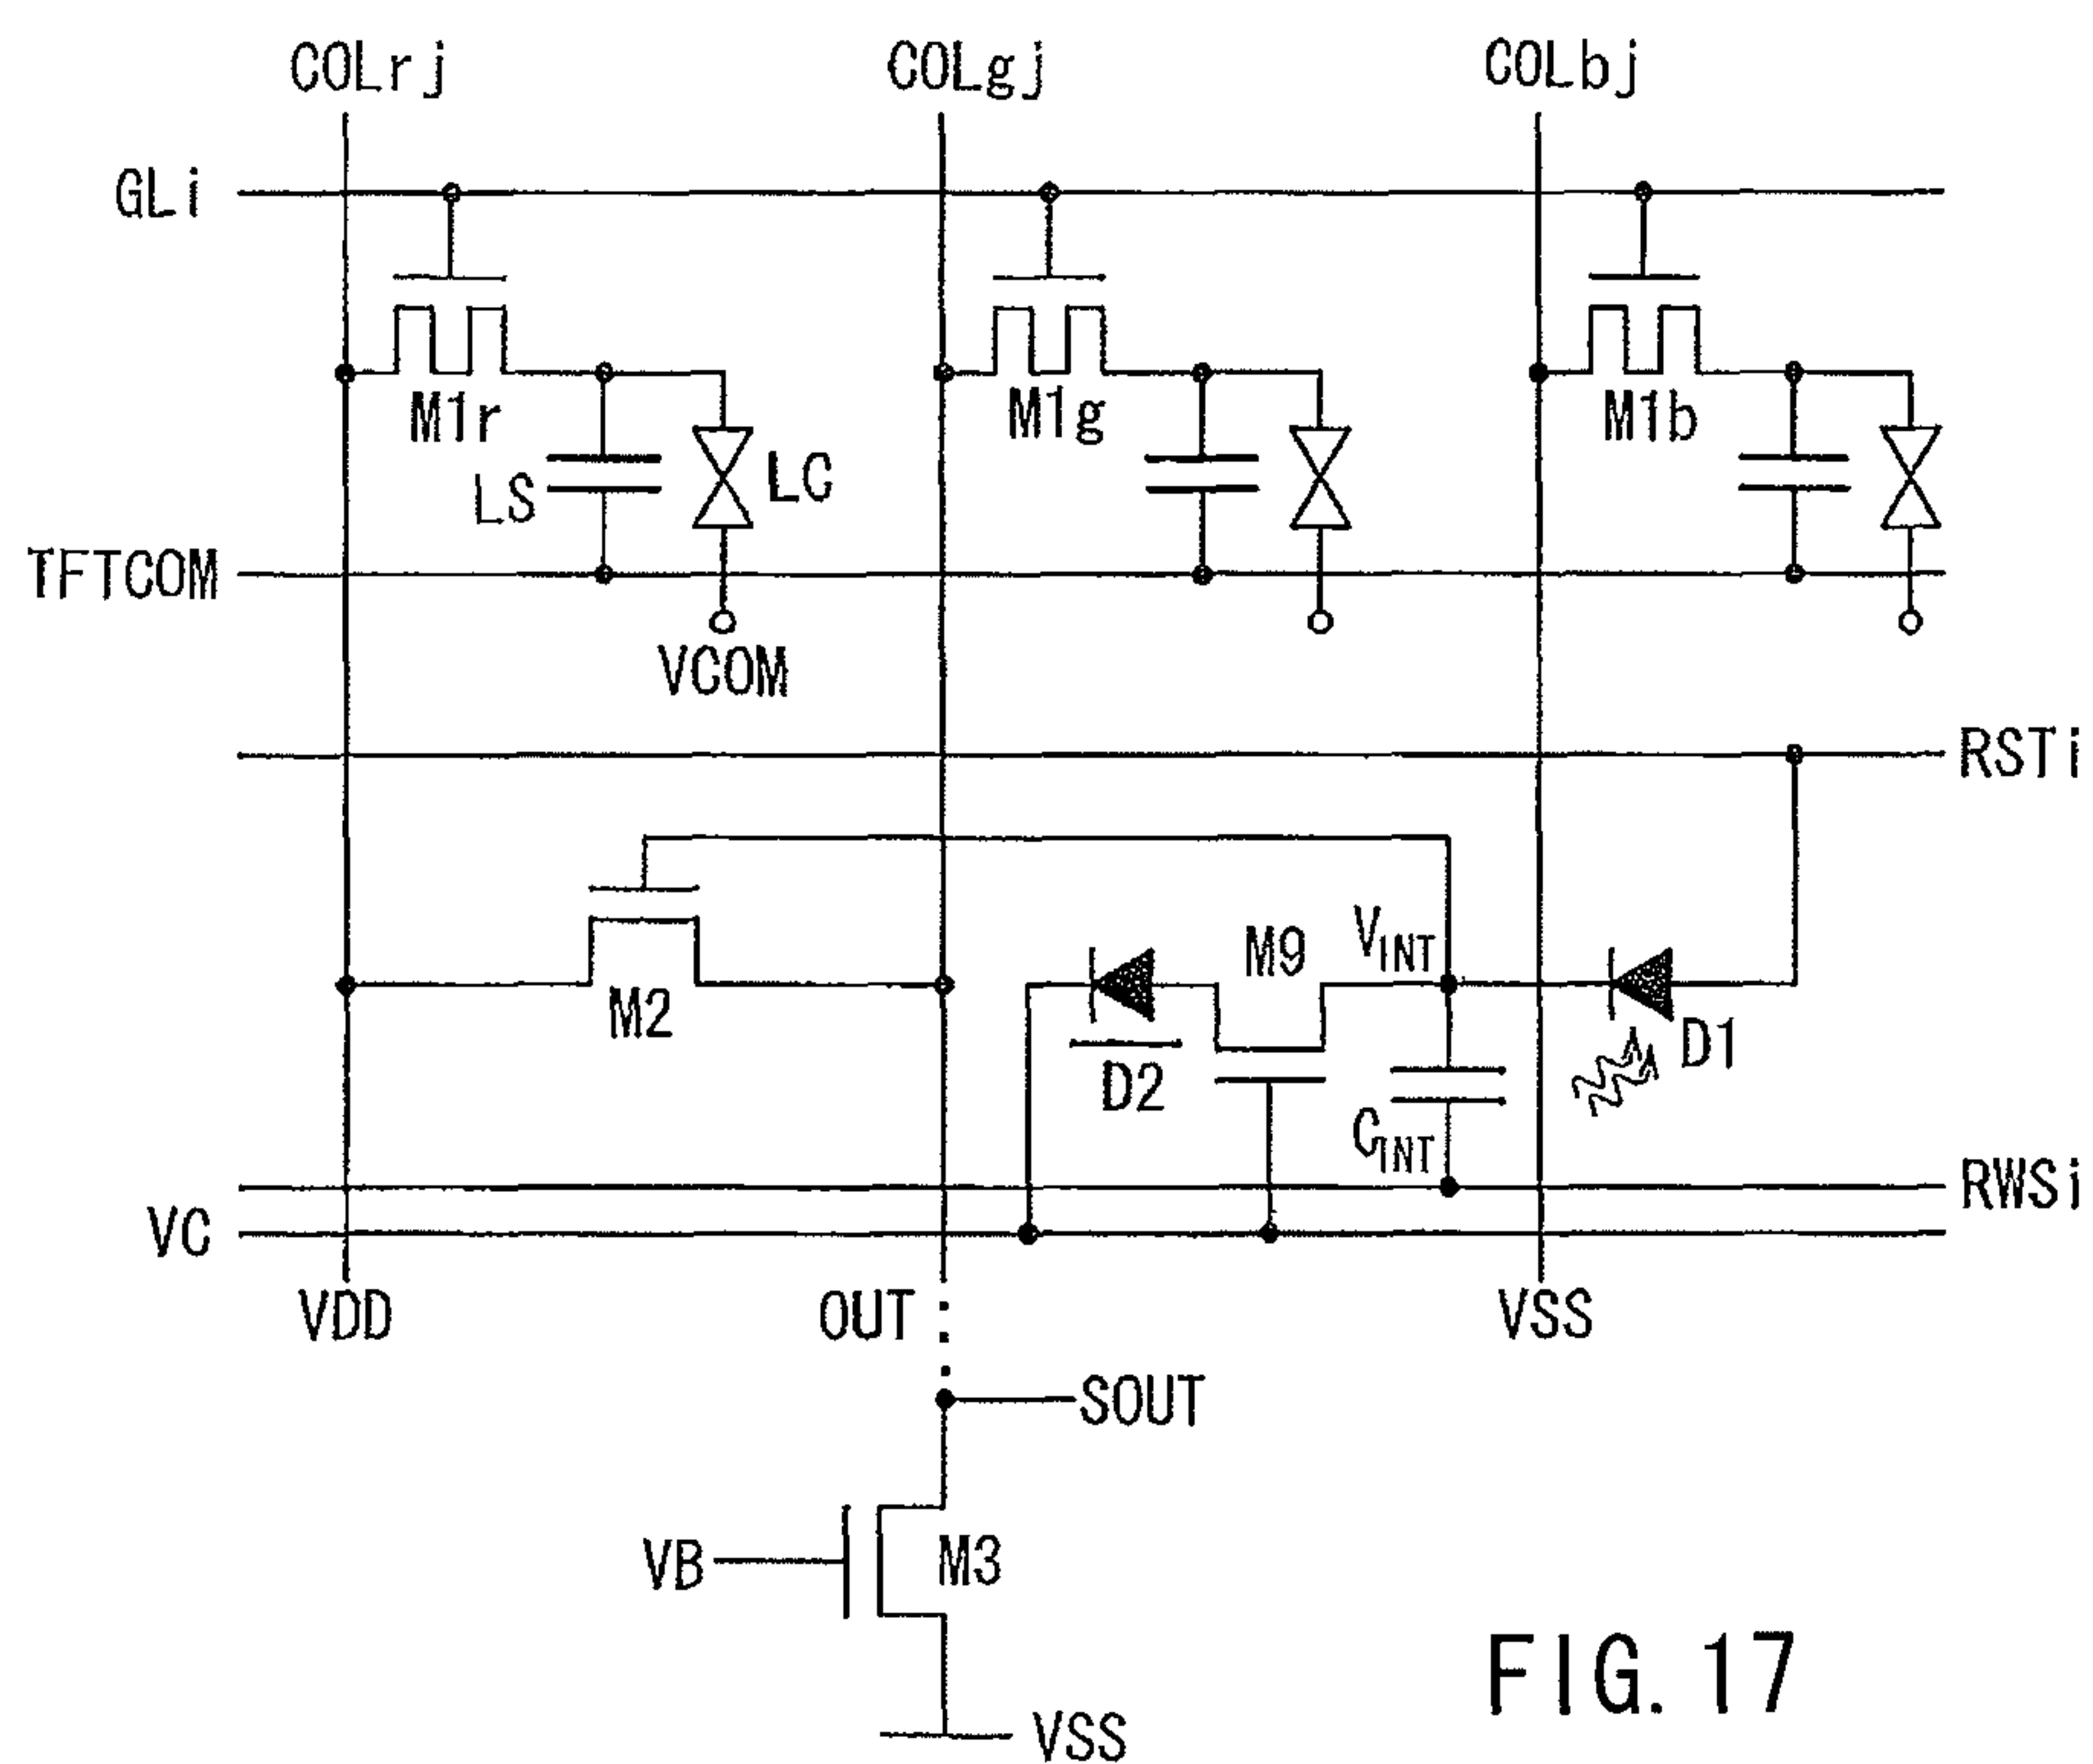 COLrj COLgj COLbj
GLi
M1r M1g M1b
LS LC
TFTCOM
VCOM
RSTi
M2 M9 VINT D1
D2
CINT
RWSi
VC
VDD OUT VSS
SOUT
VB M3
VSS
FIG. 17